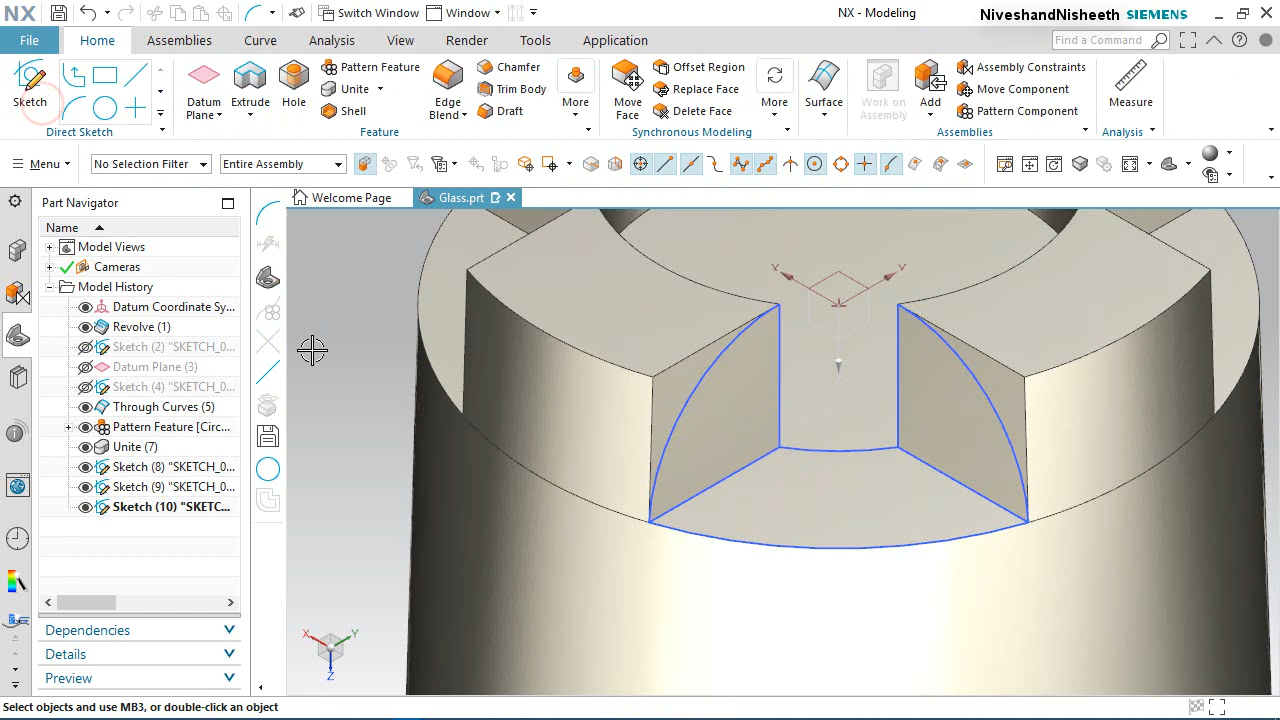 NX
Switch Window
Window
NX - Modeling
NiveshandNisheeth SIEMENS
File
Home
Assemblies
Curve
Analysis
View
Render
Tools
Application
Find a Command
Sketch
Direct Sketch
Datum Plane
Extrude
Hole
Pattern Feature
Unite
Shell
Edge Blend
Chamfer
Trim Body
Draft
More
Feature
Move Face
Offset Region
Replace Face
Delete Face
More
Synchronous Modeling
Surface
Work on Assembly
Add
Assembly Constraints
Move Component
Pattern Component
Assemblies
Measure
Analysis
Menu
No Selection Filter
Entire Assembly
Part Navigator
Welcome Page
Glass.prt
Name
Model Views
Cameras
Model History
Datum Coordinate Sy...
Revolve (1)
Sketch (2) "SKETCH_0...
Datum Plane (3)
Sketch (4) "SKETCH_0...
Through Curves (5)
Pattern Feature [Circ...
Unite (7)
Sketch (8) "SKETCH_0...
Sketch (9) "SKETCH_0...
Sketch (10) "SKETC...
X
Y
Dependencies
Details
Preview
X
Y
Z
Select objects and use MB3, or double-click an object